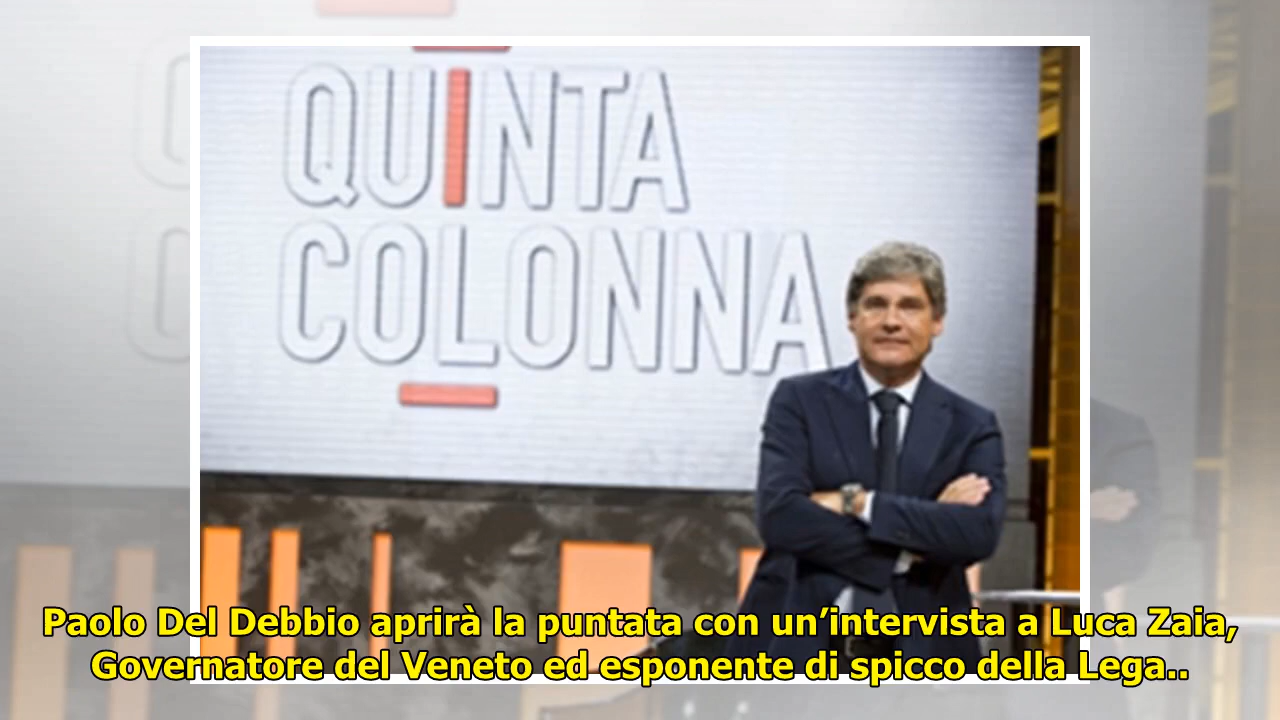 QUINTA
COLONNA
Paolo Del Debbio aprirà la puntata con un’intervista a Luca Zaia,
Governatore del Veneto ed esponente di spicco della Lega..